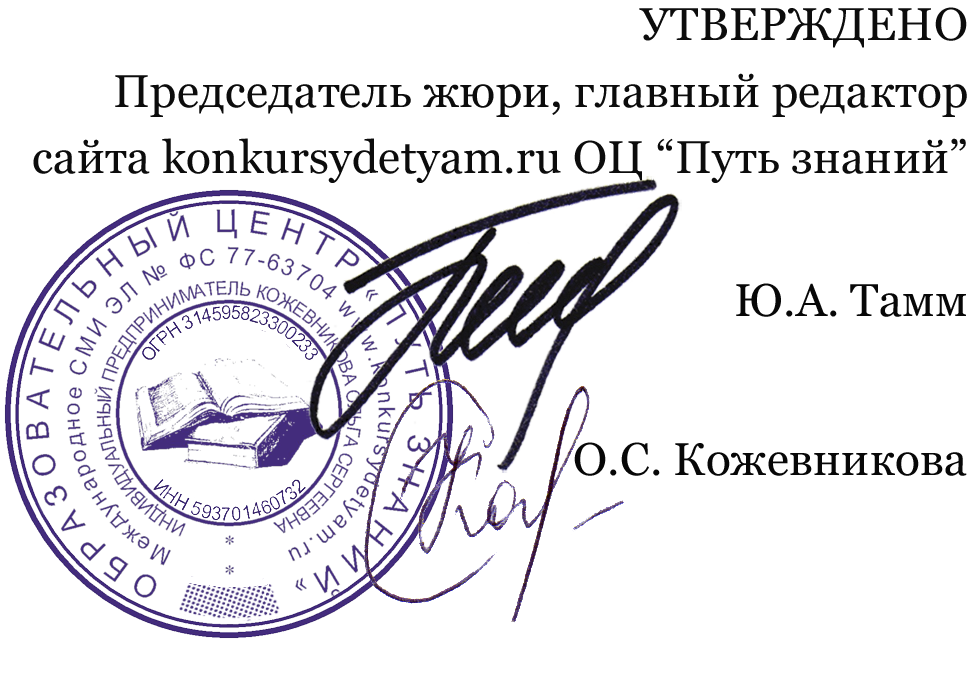 УТВЕРЖДЕНО
Председатель жюри, главный редактор
сайта konkursydetyam.ru ОЦ “Путь знаний”
Ю.А. Тамм
О.С. Кожевникова
ОБРАЗОВАТЕЛЬНЫЙ ЦЕНТР «ПУТЬ ЗНАНИЙ»
Международное СМИ ЭЛ № ФС 77-63704 www.konkursydetyam.ru
ИНДИВИДУАЛЬНЫЙ ПРЕДПРИНИМАТЕЛЬ КОЖЕВНИКОВА ОЛЬГА СЕРГЕЕВНА
ОГРН 314595823300233
ИНН 593701460732